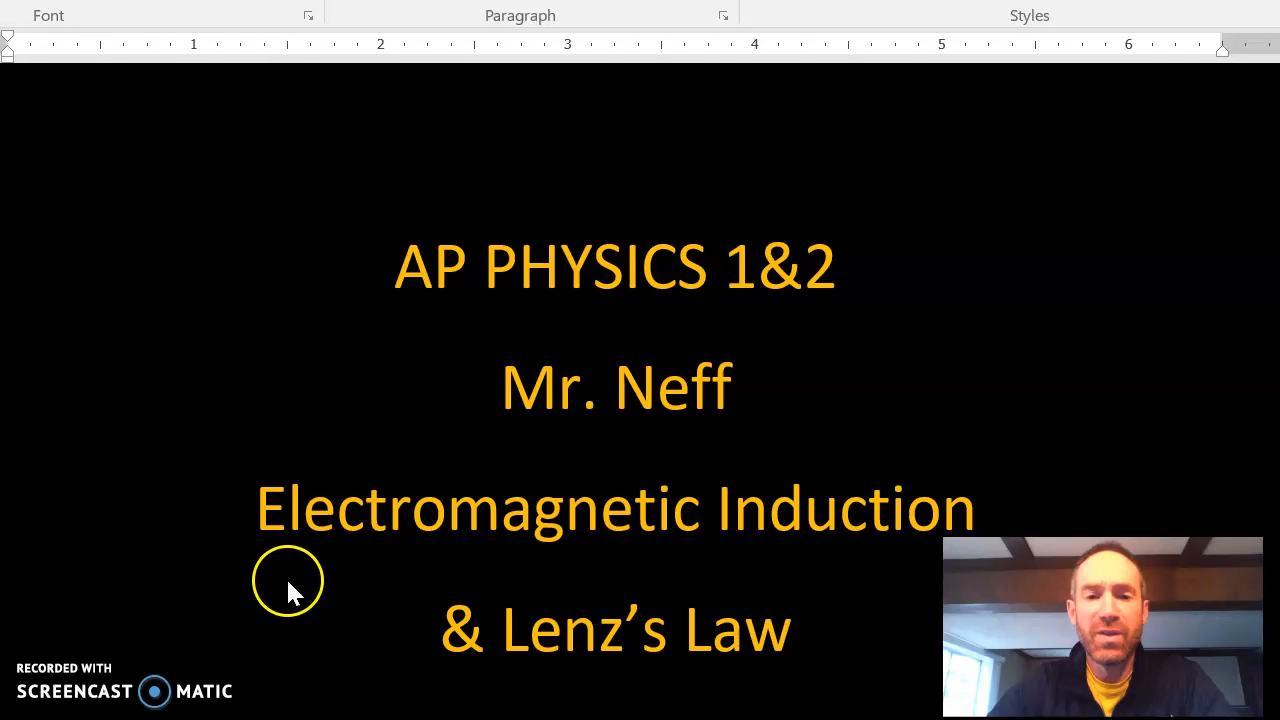 Font Paragraph Styles
1 2 3 4 5 6
AP PHYSICS 1&2
Mr. Neff
Electromagnetic Induction
& Lenz’s Law
RECORDED WITH
SCREENCAST MATIC